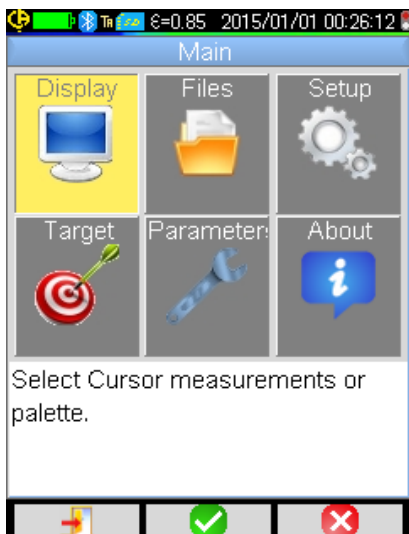 ε=0.85 2015/01/01 00:26:12
Main
Display Files Setup
Target Parameter About
Select Cursor measurements or
palette.